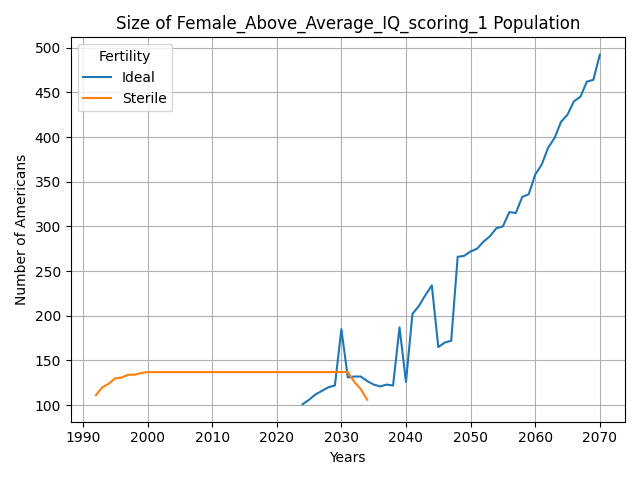 Size of Female_Above_Average_IQ_scoring_1 Population
Fertility
Ideal
Sterile
Number of Americans
500
450
400
350
300
250
200
150
100
1990 2000 2010 2020 2030 2040 2050 2060 2070
Years